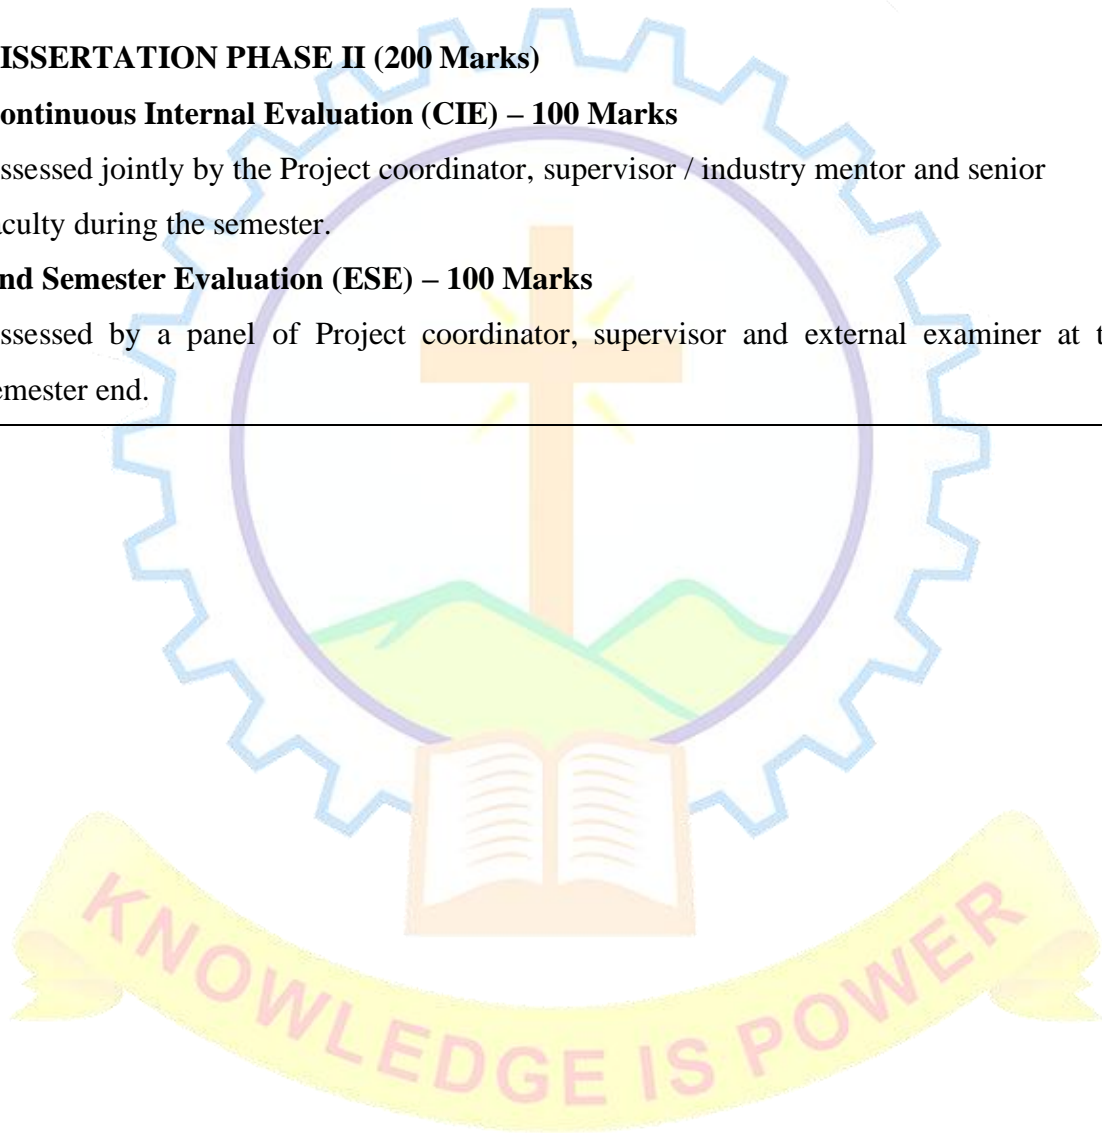 ISSERTATION PHASE II (200 Marks)
ontinuous Internal Evaluation (CIE) – 100 Marks
ssessed jointly by the Project coordinator, supervisor / industry mentor and senior
aculty during the semester.
nd Semester Evaluation (ESE) – 100 Marks
ssessed by a panel of Project coordinator, supervisor and external examiner at t
emester end.
KNOWLEDGE IS POWER